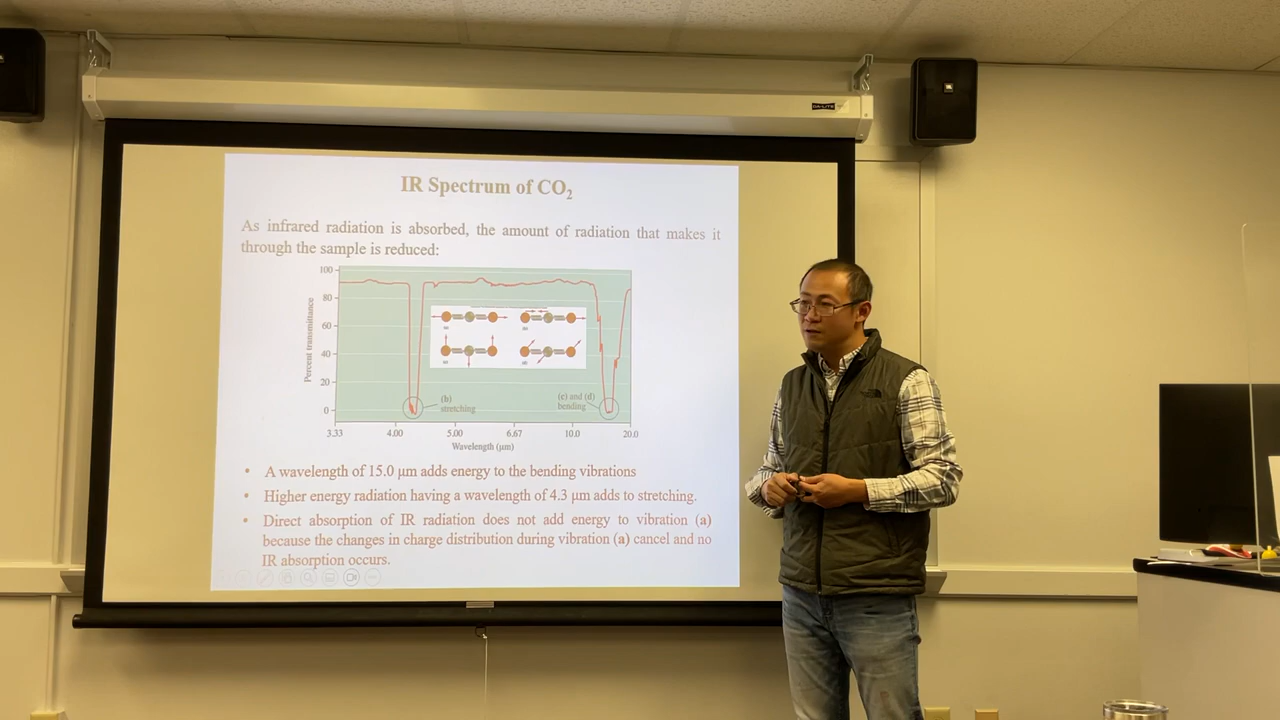 DA-LITE
JBL
IR Spectrum of CO₂
As infrared radiation is absorbed, the amount of radiation that makes it
through the sample is reduced:
100
80
60
40
20
0
Percent transmittance
(b)
stretching
(c) and (d)
bending
3.33 4.00 5.00 6.67 10.0 20.0
Wavelength (μm)
• A wavelength of 15.0 μm adds energy to the bending vibrations
• Higher energy radiation having a wavelength of 4.3 μm adds to stretching.
• Direct absorption of IR radiation does not add energy to vibration (a)
because the changes in charge distribution during vibration (a) cancel and no
IR absorption occurs.